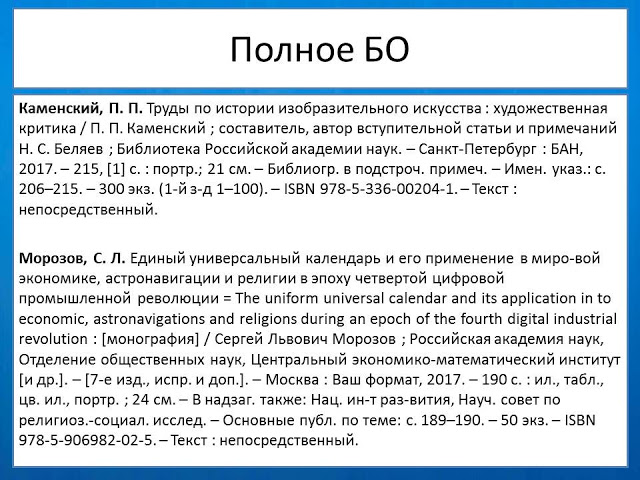 Полное БО
Каменский, П. П. Труды по истории изобразительного искусства : художественная
критика / П. П. Каменский ; составитель, автор вступительной статьи и примечаний
Н. С. Беляев ; Библиотека Российской академии наук. – Санкт-Петербург : БАН,
2017. – 215, [1] с. : портр.; 21 см. – Библиогр. в подстроч. примеч. – Имен. указ.: с.
206–215. – 300 экз. (1-й з-д 1–100). – ISBN 978-5-336-00204-1. – Текст :
непосредственный.
Морозов, С. Л. Единый универсальный календарь и его применение в миро-вой
экономике, астронавигации и религии в эпоху четвертой цифровой
промышленной революции = The uniform universal calendar and its application in to
economic, astronavigations and religions during an epoch of the fourth digital industrial
revolution : [монография] / Сергей Львович Морозов ; Российская академия наук,
Отделение общественных наук, Центральный экономико-математический институт
[и др.]. – [7-е изд., испр. и доп.]. – Москва : Ваш формат, 2017. – 190 с. : ил., табл.,
цв. ил., портр. ; 24 см. – В надзаг. также: Нац. ин-т раз-вития, Науч. совет по
религиоз.-социал. исслед. – Основные публ. по теме: с. 189–190. – 50 экз. – ISBN
978-5-906982-02-5. – Текст : непосредственный.